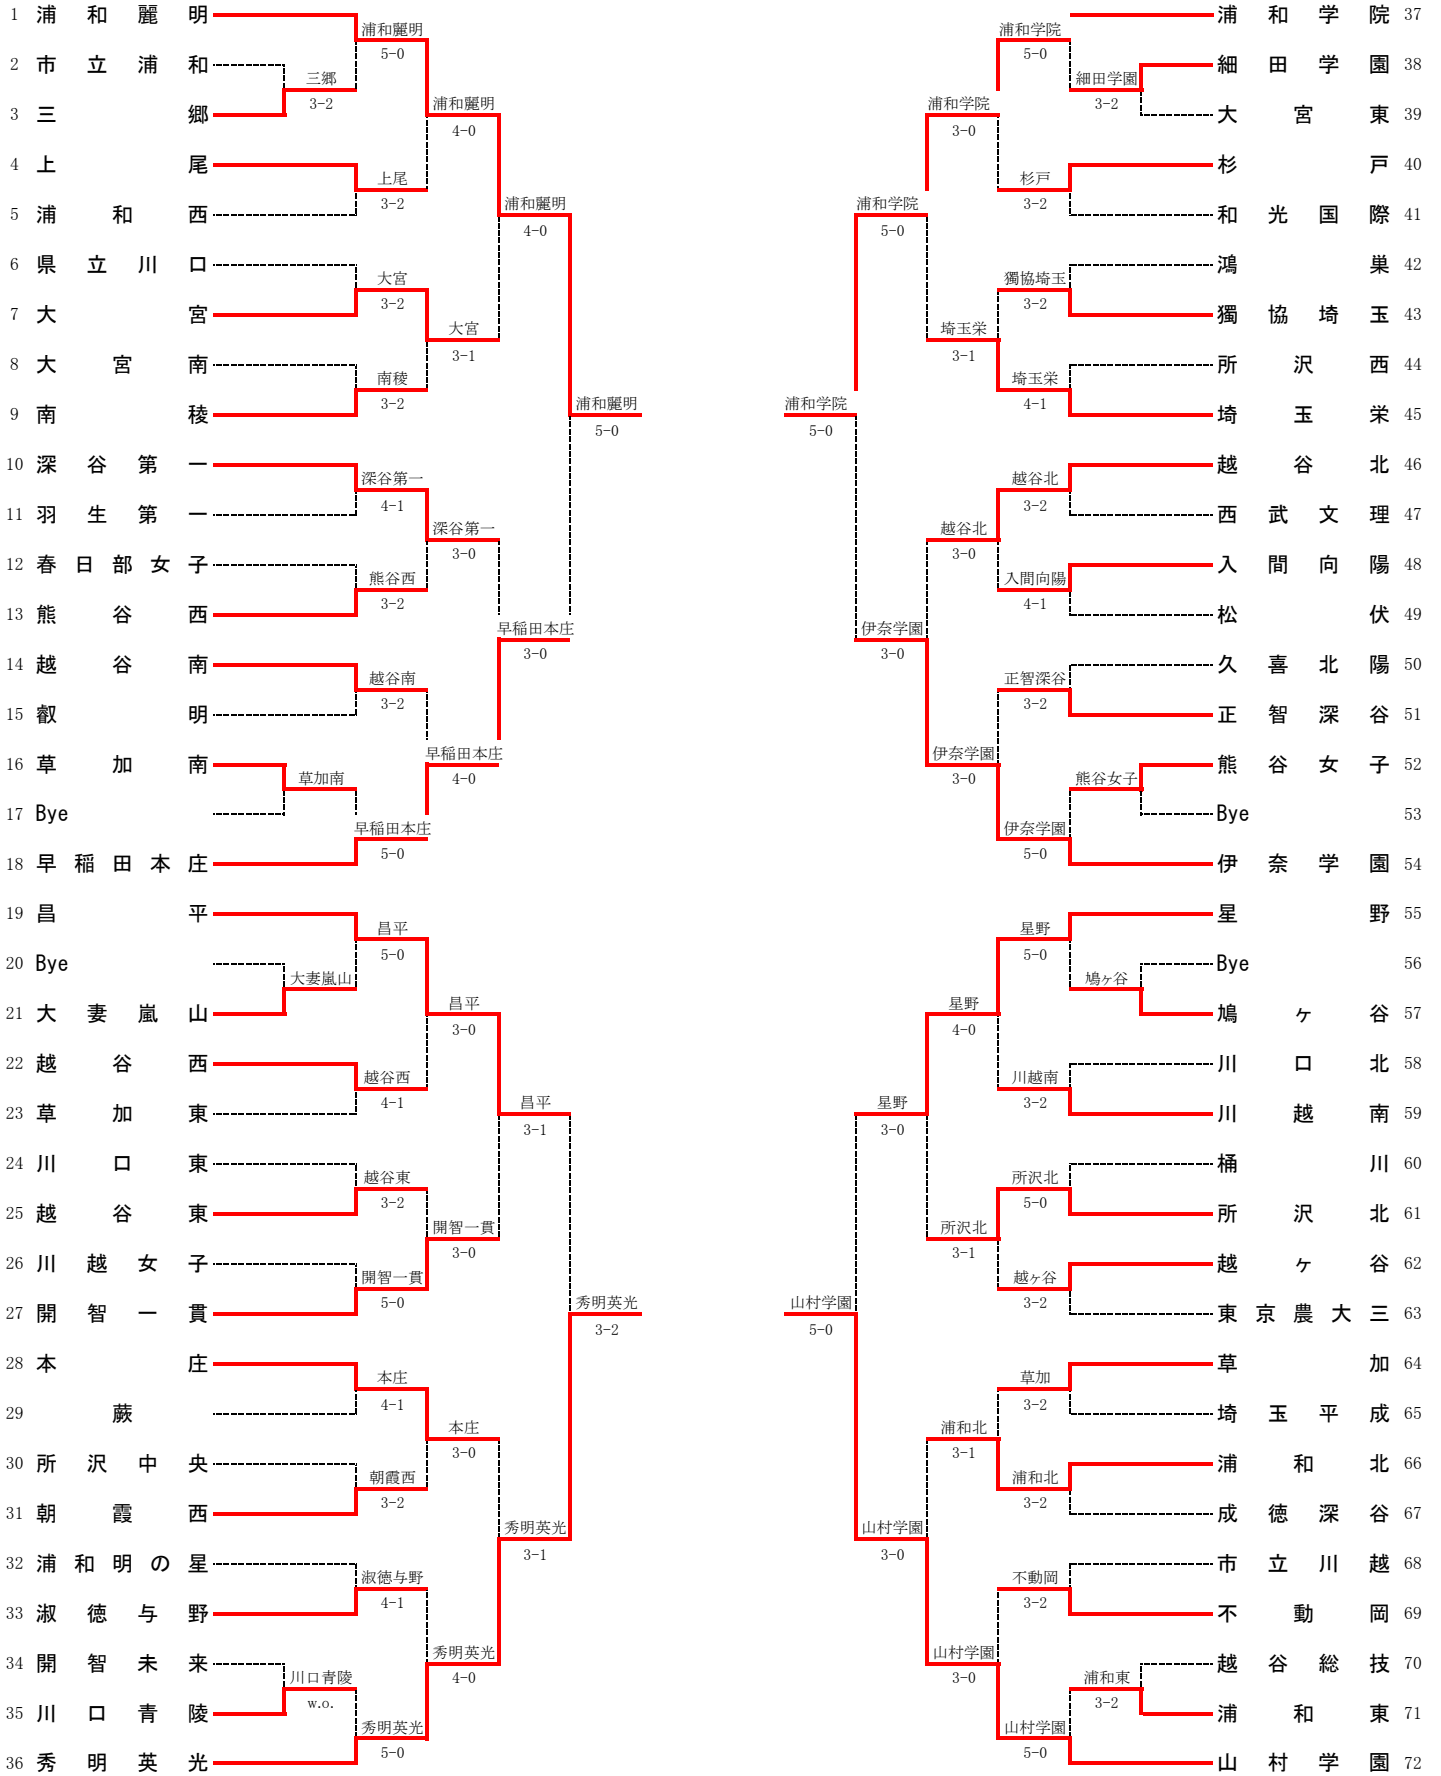 1 浦和麗明
2 市立浦和
3 三郷
4 上尾
5 浦和西
6 県立川口
7 大宮
8 大宮南
9 南稜
10 深谷第一
11 羽生第一
12 春日部女子
13 熊谷西
14 越谷南
15 叡明
16 草加南
17 Bye
18 早稲田本庄
19 昌平
20 Bye
21 大妻嵐山
22 越谷西
23 草加東
24 川口東
25 越谷東
26 川越女子
27 開智一貫
28 本庄
29 蕨
30 所沢中央
31 朝霞西
32 浦和明の星
33 淑徳与野
34 開智未来
35 川口青陵
36 秀明英光
三郷
3-2
草加南
大妻嵐山
川口青陵
w.o.
浦和麗明
5-0
上尾
3-2
大宮
3-2
南稜
3-2
深谷第一
4-1
熊谷西
3-2
越谷南
3-2
早稲田本庄
5-0
昌平
5-0
越谷西
4-1
越谷東
3-2
開智一貫
5-0
本庄
4-1
朝霞西
3-2
淑徳与野
4-1
秀明英光
5-0
浦和麗明
4-0
大宮
3-1
深谷第一
3-0
早稲田本庄
4-0
昌平
3-0
開智一貫
3-0
本庄
3-0
秀明英光
4-0
浦和麗明
4-0
早稲田本庄
3-0
昌平
3-1
秀明英光
3-1
浦和麗明
5-0
秀明英光
3-2
浦和学院
5-0
山村学園
5-0
浦和学院
5-0
伊奈学園
3-0
星野
3-0
山村学園
3-0
浦和学院
3-0
埼玉栄
3-1
越谷北
3-0
伊奈学園
3-0
星野
4-0
所沢北
3-1
浦和北
3-1
山村学園
3-0
浦和学院
5-0
杉戸
3-2
獨協埼玉
3-2
埼玉栄
4-1
越谷北
3-2
入間向陽
4-1
正智深谷
3-2
伊奈学園
5-0
星野
5-0
川越南
3-2
所沢北
5-0
越ヶ谷
3-2
草加
3-2
浦和北
3-2
不動岡
3-2
山村学園
5-0
細田学園
3-2
熊谷女子
鳩ヶ谷
浦和東
3-2
浦和学院 37
細田学園 38
大宮東 39
杉戸 40
和光国際 41
鴻巣 42
獨協埼玉 43
所沢西 44
埼玉栄 45
越谷北 46
西武文理 47
入間向陽 48
松伏 49
久喜北陽 50
正智深谷 51
熊谷女子 52
Bye 53
伊奈学園 54
星野 55
Bye 56
鳩ヶ谷 57
川口北 58
川越南 59
桶川 60
所沢北 61
越ヶ谷 62
東京農大三 63
草加 64
埼玉平成 65
浦和北 66
成徳深谷 67
市立川越 68
不動岡 69
越谷総技 70
浦和東 71
山村学園 72